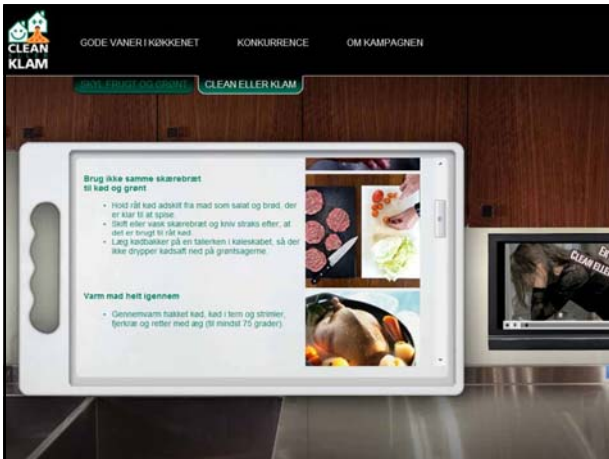 CLEAN
ELLER
KLAM
GODE VANER I KØKKENET
KONKURRENCE
OM KAMPAGNEN
SKYL FRUGT OG GRØNT
CLEAN ELLER KLAM
Brug ikke samme skærebræt
til kød og grønt
Hold råt kød adskilt fra mad som salat og brød, der
er klar til at spise.
Skift eller vask skærebræt og kniv straks efter, at
det er brugt til råt kød.
Læg kødbakker på en tallerken i køleskabet, så der
ikke drypper kødsaft ned på grøntsagerne.
Varm mad helt igennem
Gennemvarm hakket kød, kød i tern og strimler,
fjerkræ og retter med æg (til mindst 75 grader).
ER
CLEAN ELLE